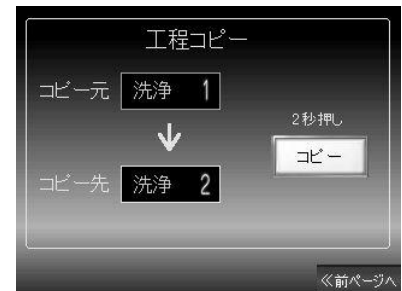 工程コピー
コピー元 洗浄 1
2秒押し
コピー
コピー先 洗浄 2
≪前ページへ